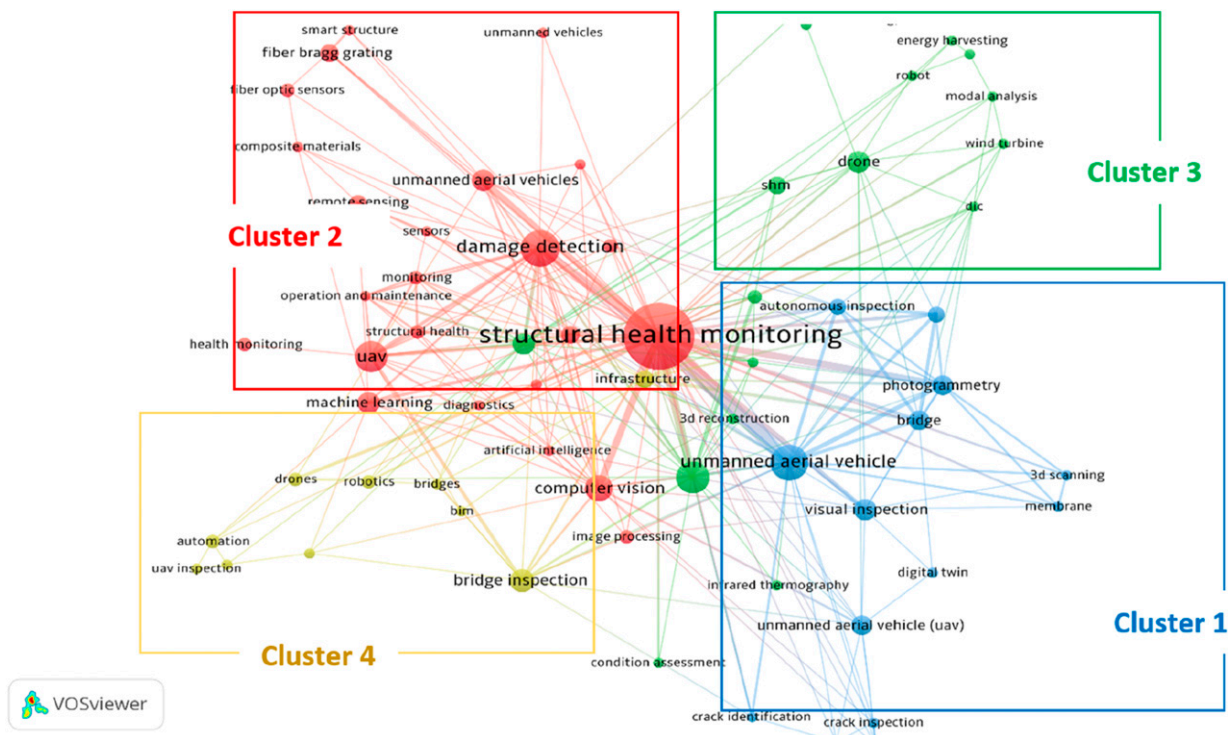 smart structure
unmanned vehicles
energy harvesting
fiber bragg grating
robot
fiber optic sensors
modal analysis
composite materials
wind turbine
drone
Cluster 3
unmanned aerial vehicles
shm
remote sensing
dic
Cluster 2
sensors
damage detection
monitoring
operation and maintenance
autonomous inspection
structural health
structural health monitoring
health monitoring
uav
infrastructure
photogrammetry
machine learning
diagnostics
3d reconstruction
bridge
artificial intelligence
unmanned aerial vehicle
drones
robotics
bridges
computer vision
3d scanning
bim
visual inspection
membrane
automation
image processing
uav inspection
bridge inspection
infrared thermography
digital twin
unmanned aerial vehicle (uav)
Cluster 1
Cluster 4
condition assessment
VOSviewer
crack identification
crack inspection